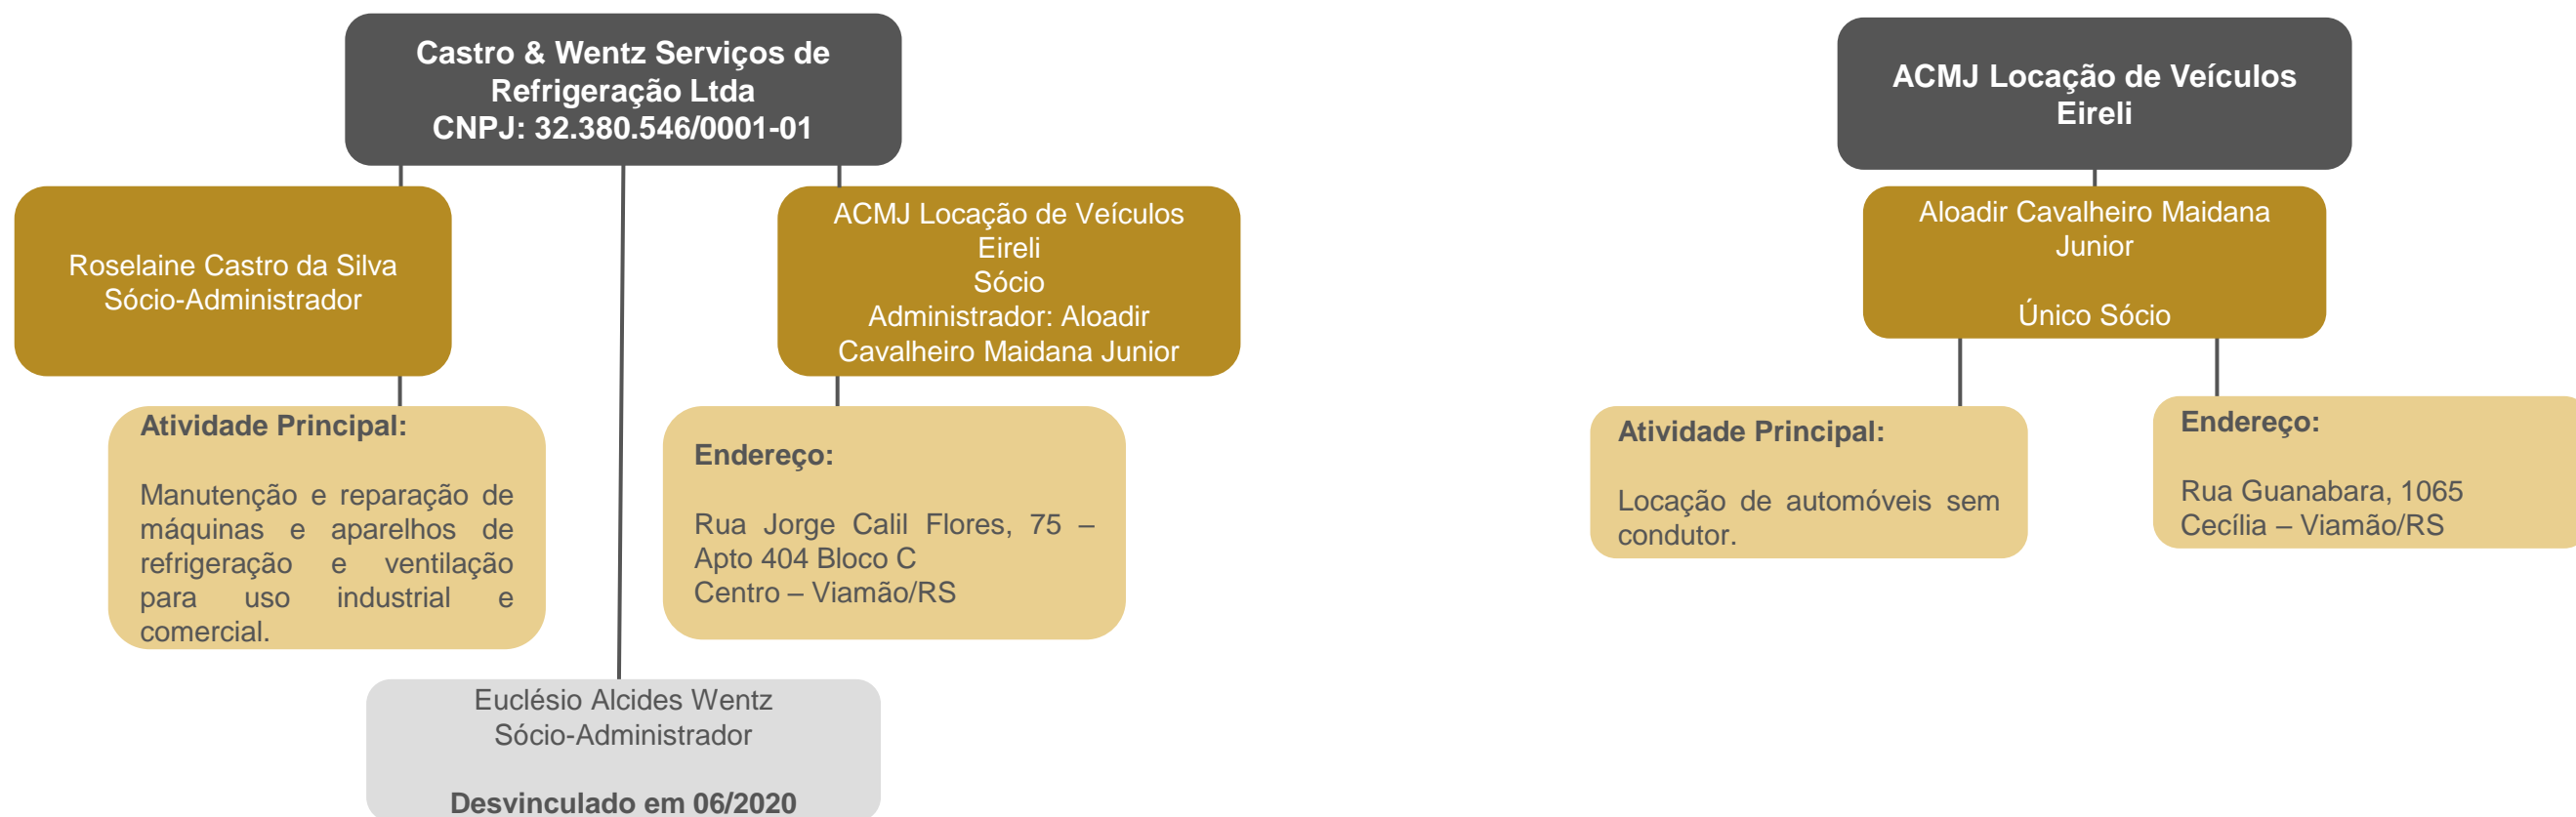 Castro & Wentz Serviços de
Refrigeração Ltda
CNPJ: 32.380.546/0001-01
Roselaine Castro da Silva
Sócio-Administrador
ACMJ Locação de Veículos
Eireli
Sócio
Administrador: Aloadir
Cavalheiro Maidana Junior
Atividade Principal:
Manutenção e reparação de
máquinas e aparelhos de
refrigeração e ventilação
para uso industrial e
comercial.
Endereço:
Rua Jorge Calil Flores, 75 –
Apto 404 Bloco C
Centro – Viamão/RS
Euclésio Alcides Wentz
Sócio-Administrador
Desvinculado em 06/2020
ACMJ Locação de Veículos
Eireli
Aloadir Cavalheiro Maidana
Junior
Único Sócio
Atividade Principal:
Locação de automóveis sem
condutor.
Endereço:
Rua Guanabara, 1065
Cecília – Viamão/RS